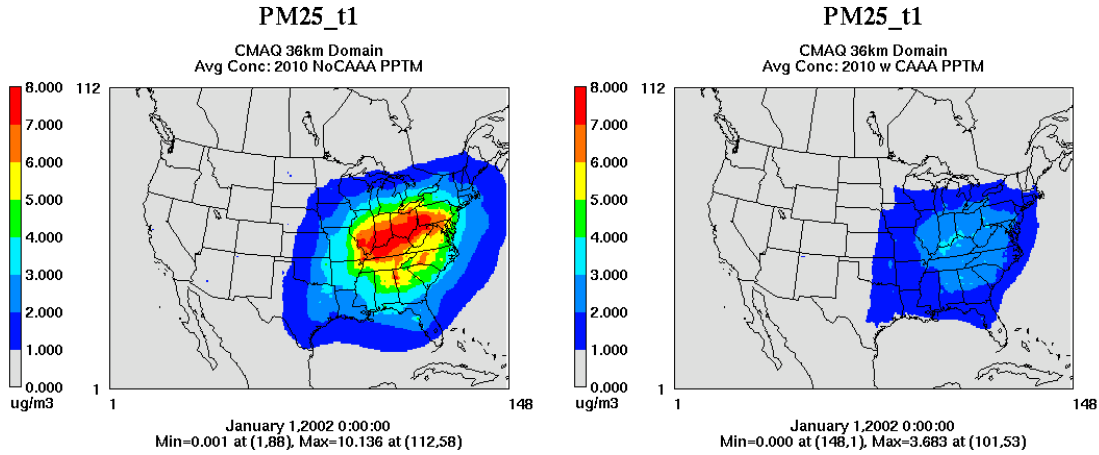 PM25_t1
CMAQ 36km Domain
Avg Conc: 2010 NoCAAA PPTM
8.000
7.000
6.000
5.000
4.000
3.000
2.000
1.000
0.000
ug/m3
112
1
1
148
January 1,2002 0:00:00
Min=0.001 at (1,88), Max=10.136 at (112,58)
PM25_t1
CMAQ 36km Domain
Avg Conc: 2010 w CAAA PPTM
8.000
7.000
6.000
5.000
4.000
3.000
2.000
1.000
0.000
ug/m3
112
1
1
148
January 1,2002 0:00:00
Min=0.000 at (148,1), Max=3.683 at (101,53)